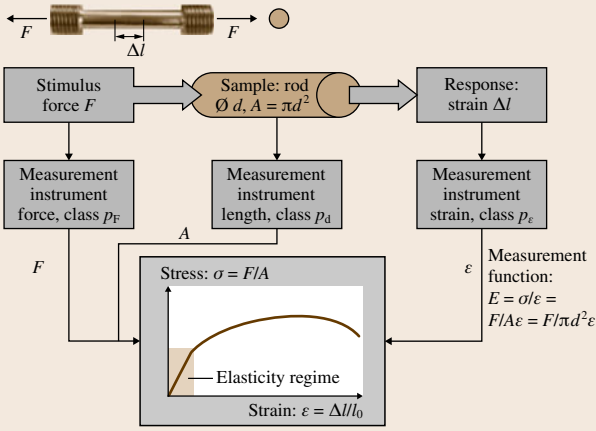 F
F
Δl
Stimulus
force F
Sample: rod
Ø d, A = πd²
Response:
strain Δl
Measurement
instrument
force, class p_F
Measurement
instrument
length, class p_d
Measurement
instrument
strain, class p_ε
F
A
ε
Measurement
function:
E = σ/ε =
F/Aε = F/πd²ε
Stress: σ = F/A
Elasticity regime
Strain: ε = Δl/l₀